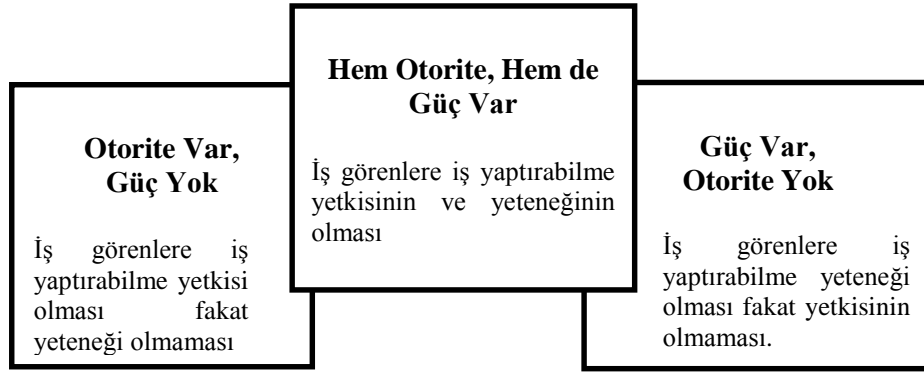 Otorite Var,
Güç Yok
İş görenlere iş
yaptırabilme yetkisi
olması fakat
yeteneği olmaması
Hem Otorite, Hem de
Güç Var
İş görenlere iş yaptırabilme
yetkisinin ve yeteneğinin
olması
Güç Var,
Otorite Yok
İş görenlere iş
yaptırabilme yeteneği
olması fakat yetkisinin
olmaması.